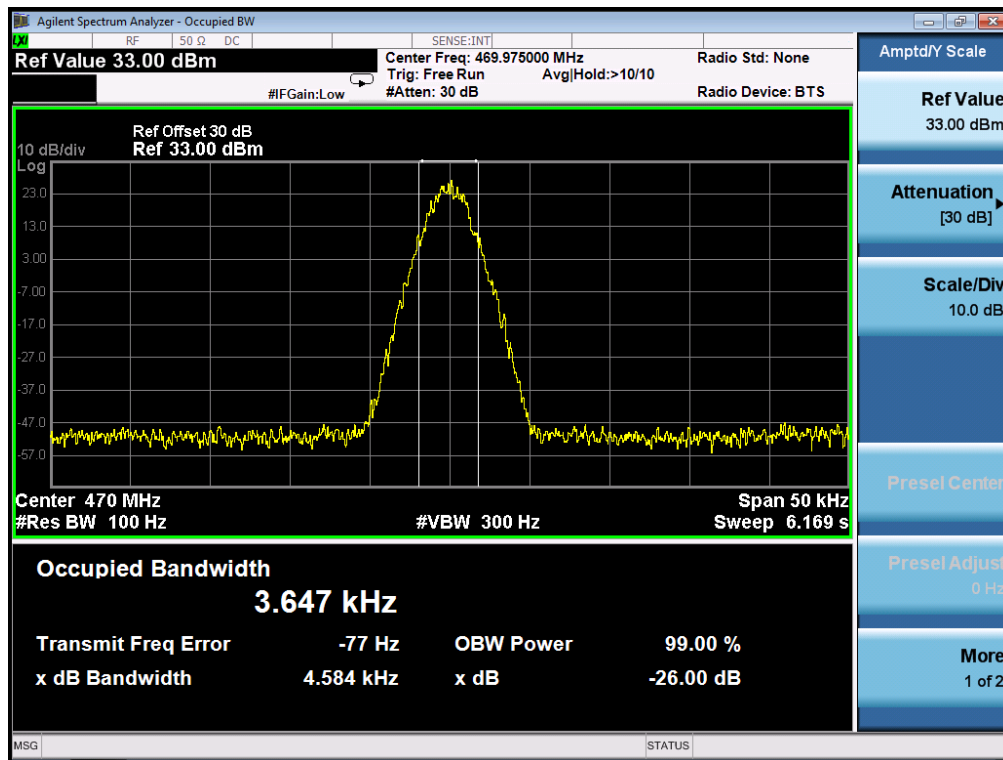 Agilent Spectrum Analyzer - Occupied BW
LXI
RF 50 Ω DC SENSE:INT
Ref Value 33.00 dBm
Center Freq: 469.975000 MHz
Radio Std: None
Trig: Free Run Avg|Hold:>10/10
#IFGain:Low
#Atten: 30 dB
Radio Device: BTS
Ref Offset 30 dB
10 dB/div Ref 33.00 dBm
Log
23.0
13.0
3.00
-7.00
-17.0
-27.0
-37.0
-47.0
-57.0
Center 470 MHz
Span 50 kHz
#Res BW 100 Hz
#VBW 300 Hz
Sweep 6.169 s
Occupied Bandwidth
3.647 kHz
Transmit Freq Error -77 Hz OBW Power 99.00 %
x dB Bandwidth 4.584 kHz x dB -26.00 dB
MSG STATUS
Amptd/Y Scale
Ref Value
33.00 dBm
Attenuation
[30 dB]
Scale/Div
10.0 dB
Presel Center
Presel Adjust
0 Hz
More
1 of 2